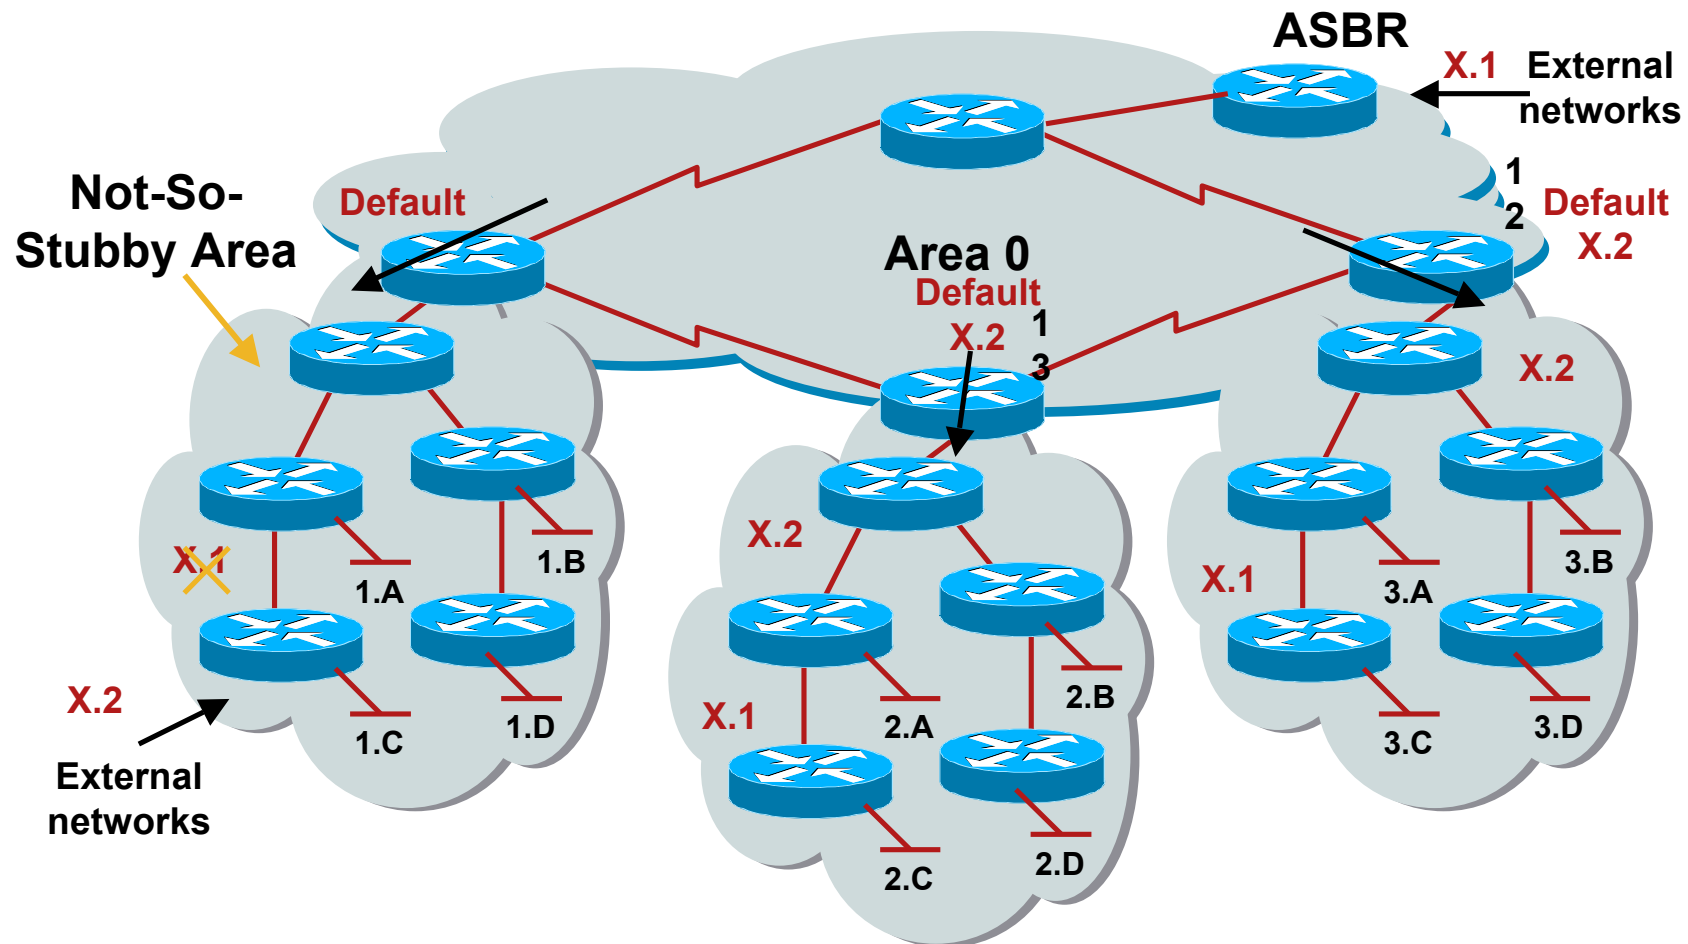 ASBR
X.1
External
networks
Not-So-
Stubby Area
Default
1
2
Default
X.2
Area 0
Default
X.2
1
3
X.2
X.1
1.A
1.B
1.C
1.D
X.2
External
networks
X.2
X.1
2.A
2.B
2.C
2.D
X.1
3.A
3.B
3.C
3.D